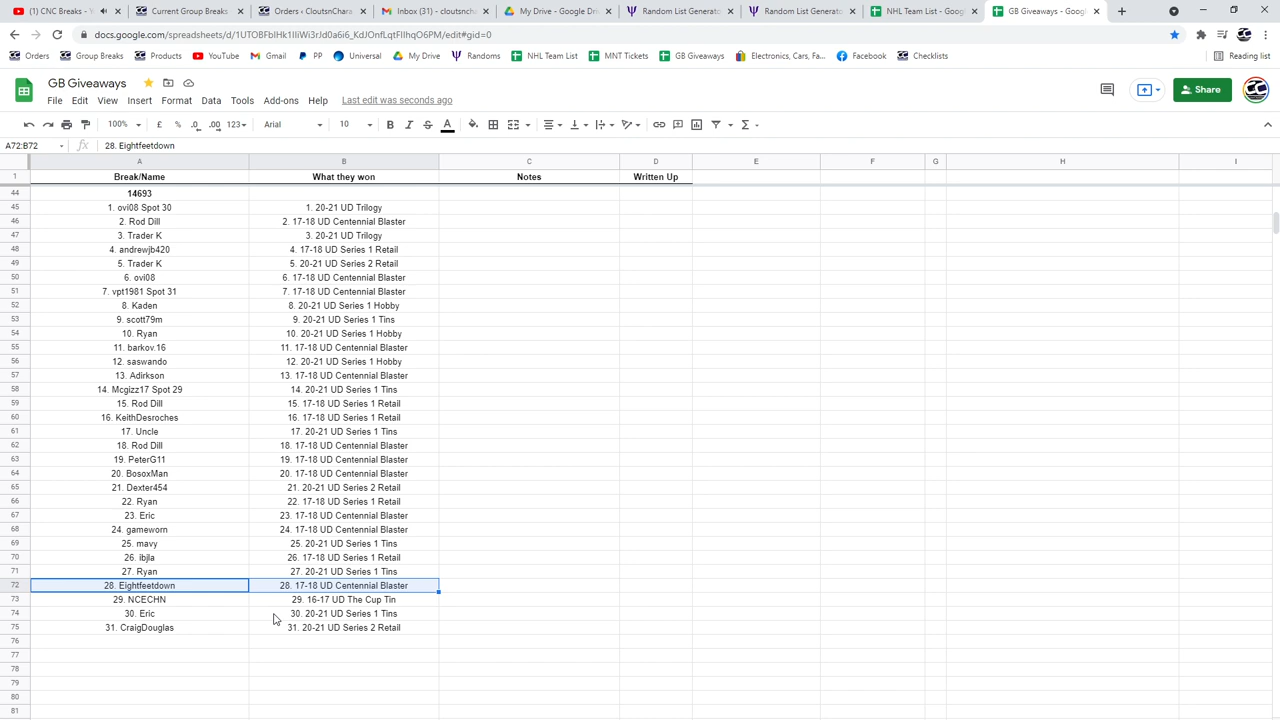 CNC Breaks
Current Group Breaks
Orders < CloutsnChara
Inbox (31) - cloutsnch
My Drive - Google Dri
Random List Generato
Random List Generato
NHL Team List - Goog
GB Giveaways - Goog
docs.google.com/spreadsheets/d/
Reading list
Orders
Group Breaks
Products
YouTube
Gmail
PP
Universal
My Drive
Randoms
NHL Team List
MNT Tickets
GB Giveaways
Electronics, Cars, Fa...
Facebook
Checklists
GB Giveaways
Share
File Edit View Insert Format Data Tools Add-ons Help Last edit was seconds ago
100% £ % .0 .00 123 Arial 10 B I S A
A72:B72 fx 28. Eightfeetdown
A B C D E F G H I
1 Break/Name What they won Notes Written Up
44 14693
45 1. ovi08 Spot 30 1. 20-21 UD Trilogy
46 2. Rod Dill 2. 17-18 UD Centennial Blaster
47 3. Trader K 3. 20-21 UD Trilogy
48 4. andrewjb420 4. 17-18 UD Series 1 Retail
49 5. Trader K 5. 20-21 UD Series 2 Retail
50 6. ovi08 6. 17-18 UD Centennial Blaster
51 7. vpt1981 Spot 31 7. 17-18 UD Centennial Blaster
52 8. Kaden 8. 20-21 UD Series 1 Hobby
53 9. scott79m 9. 20-21 UD Series 1 Tins
54 10. Ryan 10. 20-21 UD Series 1 Hobby
55 11. barkov.16 11. 17-18 UD Centennial Blaster
56 12. saswando 12. 20-21 UD Series 1 Hobby
57 13. Adirkson 13. 17-18 UD Centennial Blaster
58 14. Mcgizz17 Spot 29 14. 20-21 UD Series 1 Tins
59 15. Rod Dill 15. 17-18 UD Series 1 Retail
60 16. KeithDesroches 16. 17-18 UD Series 1 Retail
61 17. Uncle 17. 20-21 UD Series 1 Tins
62 18. Rod Dill 18. 17-18 UD Centennial Blaster
63 19. PeterG11 19. 17-18 UD Centennial Blaster
64 20. BosoxMan 20. 17-18 UD Centennial Blaster
65 21. Dexter454 21. 20-21 UD Series 2 Retail
66 22. Ryan 22. 17-18 UD Series 1 Retail
67 23. Eric 23. 17-18 UD Centennial Blaster
68 24. gameworn 24. 17-18 UD Centennial Blaster
69 25. mavy 25. 20-21 UD Series 1 Tins
70 26. ibjla 26. 17-18 UD Series 1 Retail
71 27. Ryan 27. 20-21 UD Series 1 Tins
72 28. Eightfeetdown 28. 17-18 UD Centennial Blaster
73 29. NCECHN 29. 16-17 UD The Cup Tin
74 30. Eric 30. 20-21 UD Series 1 Tins
75 31. CraigDouglas 31. 20-21 UD Series 2 Retail
76
77
78
79
80
81